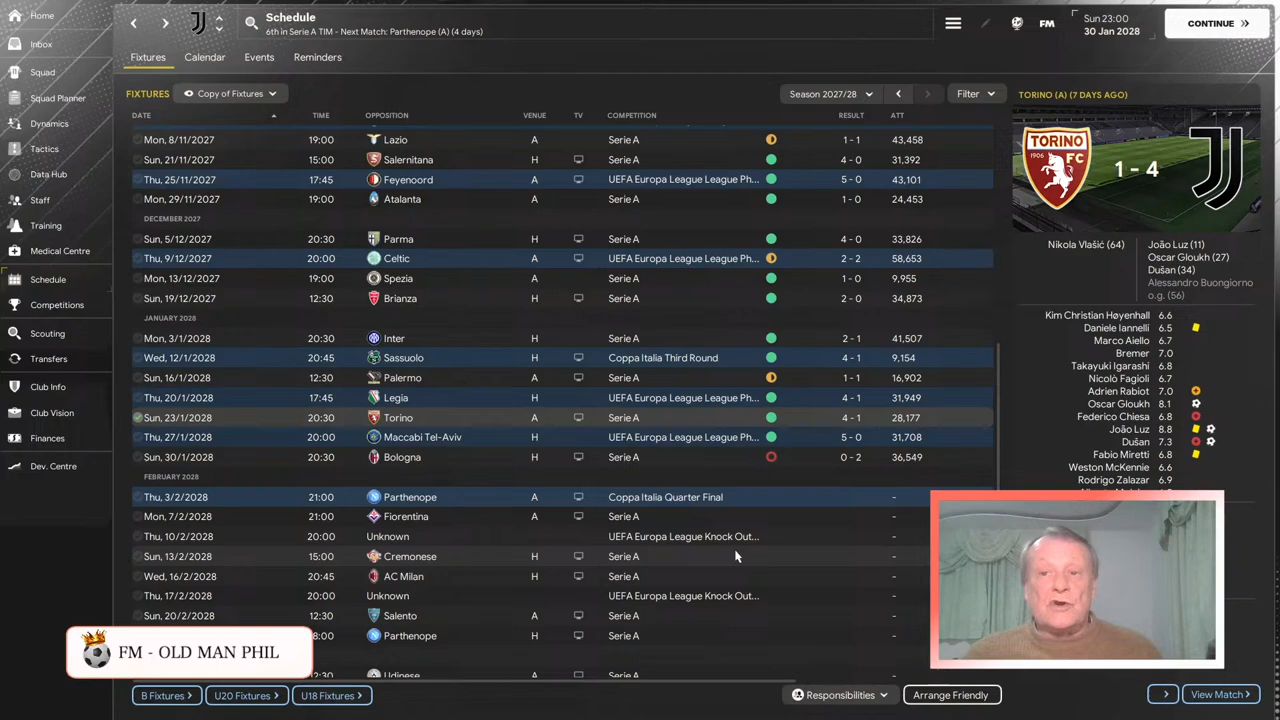 Home
Schedule
6th in Serie A TIM - Next Match: Parthenope (A) (4 days)
FM
Sun 23:00
30 Jan 2028
CONTINUE
Inbox
Squad
Squad Planner
Dynamics
Tactics
Data Hub
Staff
Training
Medical Centre
Schedule
Competitions
Scouting
Transfers
Club Info
Club Vision
Finances
Dev. Centre
Fixtures Calendar Events Reminders
FIXTURES Copy of Fixtures Season 2027/28 Filter
DATE TIME OPPOSITION VENUE TV COMPETITION RESULT ATT
Mon, 8/11/2027 19:00 Lazio A Serie A 1 - 1 43,458
Sun, 21/11/2027 15:00 Salernitana H Serie A 4 - 0 31,392
Thu, 25/11/2027 17:45 Feyenoord A UEFA Europa League League Ph... 5 - 0 43,101
Mon, 29/11/2027 19:00 Atalanta A Serie A 1 - 0 24,453
DECEMBER 2027
Sun, 5/12/2027 20:30 Parma H Serie A 4 - 0 33,826
Thu, 9/12/2027 20:00 Celtic A UEFA Europa League League Ph... 2 - 2 58,653
Mon, 13/12/2027 19:00 Spezia A Serie A 3 - 0 9,955
Sun, 19/12/2027 12:30 Brianza H Serie A 2 - 0 34,873
JANUARY 2028
Mon, 3/1/2028 20:30 Inter H Serie A 2 - 1 41,507
Wed, 12/1/2028 20:45 Sassuolo H Coppa Italia Third Round 4 - 1 9,154
Sun, 16/1/2028 12:30 Palermo A Serie A 1 - 1 16,902
Thu, 20/1/2028 17:45 Legia A UEFA Europa League League Ph... 4 - 1 31,949
Sun, 23/1/2028 20:30 Torino A Serie A 4 - 1 28,177
Thu, 27/1/2028 20:00 Maccabi Tel-Aviv H UEFA Europa League League Ph... 5 - 0 31,708
Sun, 30/1/2028 20:30 Bologna H Serie A 0 - 2 36,549
FEBRUARY 2028
Thu, 3/2/2028 21:00 Parthenope A Coppa Italia Quarter Final -
Mon, 7/2/2028 21:00 Fiorentina A Serie A -
Thu, 10/2/2028 20:00 Unknown UEFA Europa League Knock Out... -
Sun, 13/2/2028 15:00 Cremonese H Serie A -
Wed, 16/2/2028 20:45 AC Milan H Serie A -
Thu, 17/2/2028 20:00 Unknown UEFA Europa League Knock Out... -
Sun, 20/2/2028 12:30 Salento A Serie A -
8:00 Parthenope H Serie A -
12:30 Udinese H Serie A
B Fixtures U20 Fixtures U18 Fixtures Responsibilities Arrange Friendly View Match
TORINO (A) (7 DAYS AGO)
TORINO
1906
FC
1 - 4
Nikola Vlašić (64)
João Luz (11)
Oscar Gloukh (27)
Dušan (34)
Alessandro Buongiorno
o.g. (56)
Kim Christian Høyenhall 6.6
Daniele Iannelli 6.5
Marco Aiello 6.7
Bremer 7.0
Takayuki Igarashi 6.8
Nicolò Fagioli 6.7
Adrien Rabiot 7.0
Oscar Gloukh 8.1
Federico Chiesa 6.8
João Luz 8.8
Dušan 7.3
Fabio Miretti 6.8
Weston McKennie 6.6
Rodrigo Zalazar 6.9
FM - OLD MAN PHIL